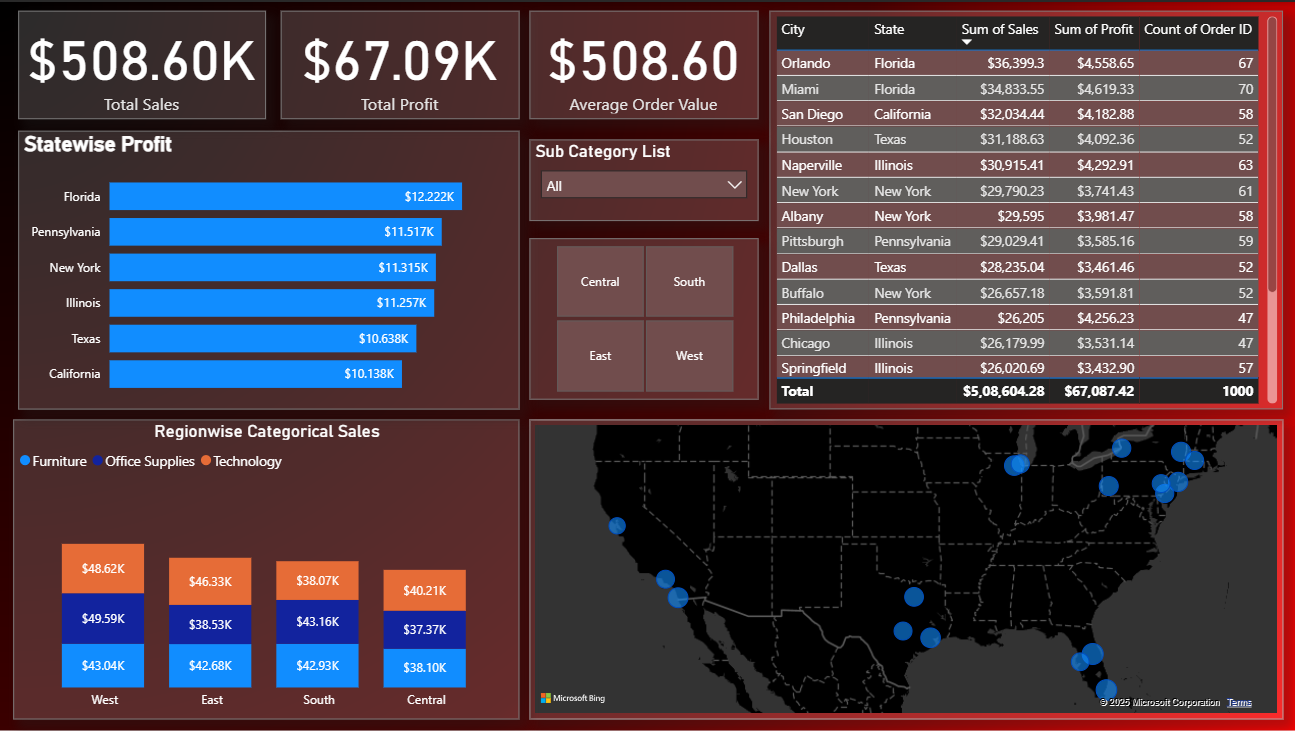 $508.60K
Total Sales
$67.09K
Total Profit
$508.60
Average Order Value
Statewise Profit
Florida $12.222K
Pennsylvania $11.517K
New York $11.315K
Illinois $11.257K
Texas $10.638K
California $10.138K
Sub Category List
All
Central South
East West
City State Sum of Sales Sum of Profit Count of Order ID
Orlando Florida $36,399.3 $4,558.65 67
Miami Florida $34,833.55 $4,619.33 70
San Diego California $32,034.44 $4,182.88 58
Houston Texas $31,188.63 $4,092.36 52
Naperville Illinois $30,915.41 $4,292.91 63
New York New York $29,790.23 $3,741.43 61
Albany New York $29,595 $3,981.47 58
Pittsburgh Pennsylvania $29,029.41 $3,585.16 59
Dallas Texas $28,235.04 $3,461.46 52
Buffalo New York $26,657.18 $3,591.81 52
Philadelphia Pennsylvania $26,205 $4,256.23 47
Chicago Illinois $26,179.99 $3,531.14 47
Springfield Illinois $26,020.69 $3,432.90 57
Total $5,08,604.28 $67,087.42 1000
Regionwise Categorical Sales
Furniture Office Supplies Technology
$48.62K $46.33K $38.07K $40.21K
$49.59K $38.53K $43.16K $37.37K
$43.04K $42.68K $42.93K $38.10K
West East South Central
Microsoft Bing
© 2025 Microsoft Corporation Terms